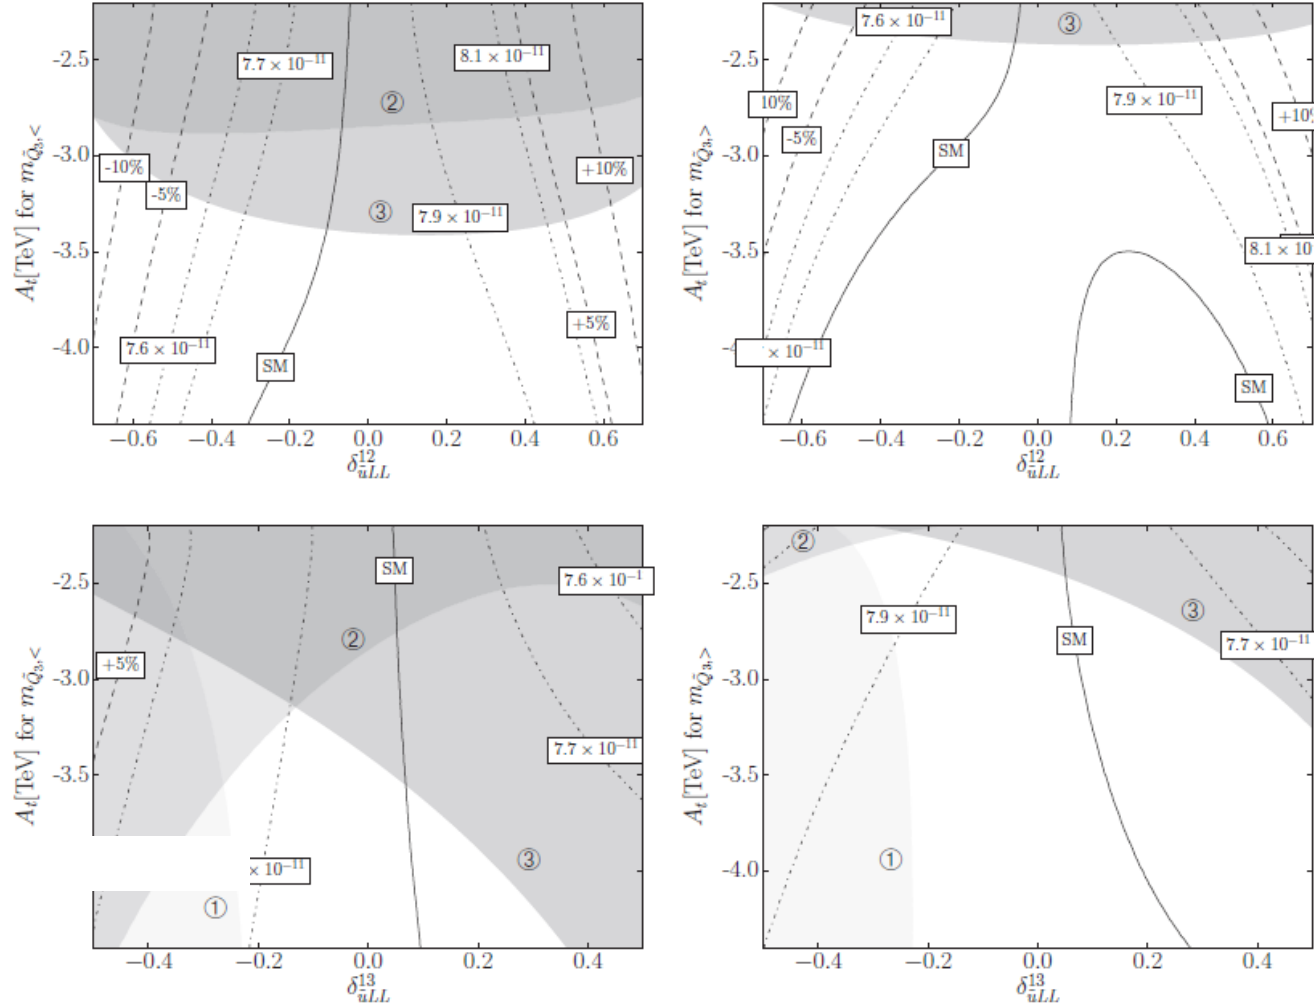 7.7 × 10⁻¹¹
8.1 × 10⁻¹¹
②
-10%
-5%
+10%
③
7.9 × 10⁻¹¹
+5%
7.6 × 10⁻¹¹
SM
-2.5
-3.0
-3.5
-4.0
A_t[TeV] for m_{Q̃₃,<}
−0.6 −0.4 −0.2 0.0 0.2 0.4 0.6
δ^{12}_{ũLL}
7.6 × 10⁻¹¹
③
10%
-5%
7.9 × 10⁻¹¹
+10%
SM
8.1 × 10
× 10⁻¹¹
SM
-2.5
-3.0
-3.5
A_t[TeV] for m_{Q̃₃,>}
−0.6 −0.4 −0.2 0.0 0.2 0.4 0.6
δ^{12}_{ũLL}
SM
7.6 × 10⁻¹
②
+5%
7.7 × 10⁻¹¹
× 10⁻¹¹
③
①
-2.5
-3.0
-3.5
-4.0
A_t[TeV] for m_{Q̃₃,<}
−0.4 −0.2 0.0 0.2 0.4
δ^{13}_{ũLL}
②
7.9 × 10⁻¹¹
③
SM
7.7 × 10⁻¹¹
①
-2.5
-3.0
-3.5
-4.0
A_t[TeV] for m_{Q̃₃,>}
−0.4 −0.2 0.0 0.2 0.4
δ^{13}_{ũLL}